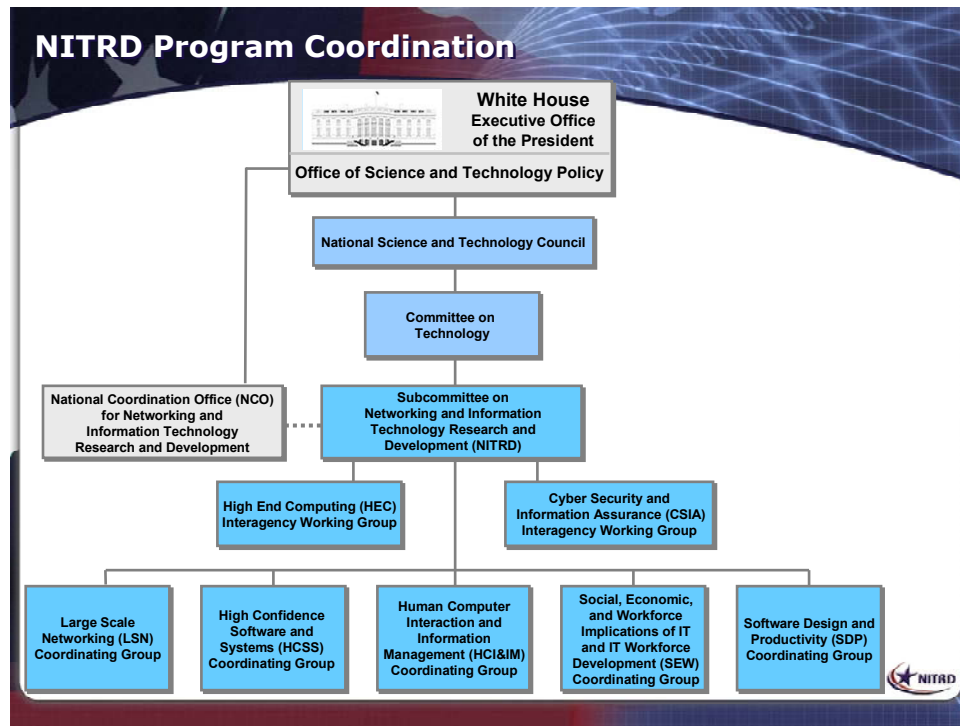 NITRD Program Coordination
White House
Executive Office
of the President
Office of Science and Technology Policy
National Science and Technology Council
Committee on
Technology
National Coordination Office (NCO)
for Networking and
Information Technology
Research and Development
Subcommittee on
Networking and Information
Technology Research and
Development (NITRD)
High End Computing (HEC)
Interagency Working Group
Cyber Security and
Information Assurance (CSIA)
Interagency Working Group
Large Scale
Networking (LSN)
Coordinating Group
High Confidence
Software and
Systems (HCSS)
Coordinating Group
Human Computer
Interaction and
Information
Management (HCI&IM)
Coordinating Group
Social, Economic,
and Workforce
Implications of IT
and IT Workforce
Development (SEW)
Coordinating Group
Software Design and
Productivity (SDP)
Coordinating Group
NITRD